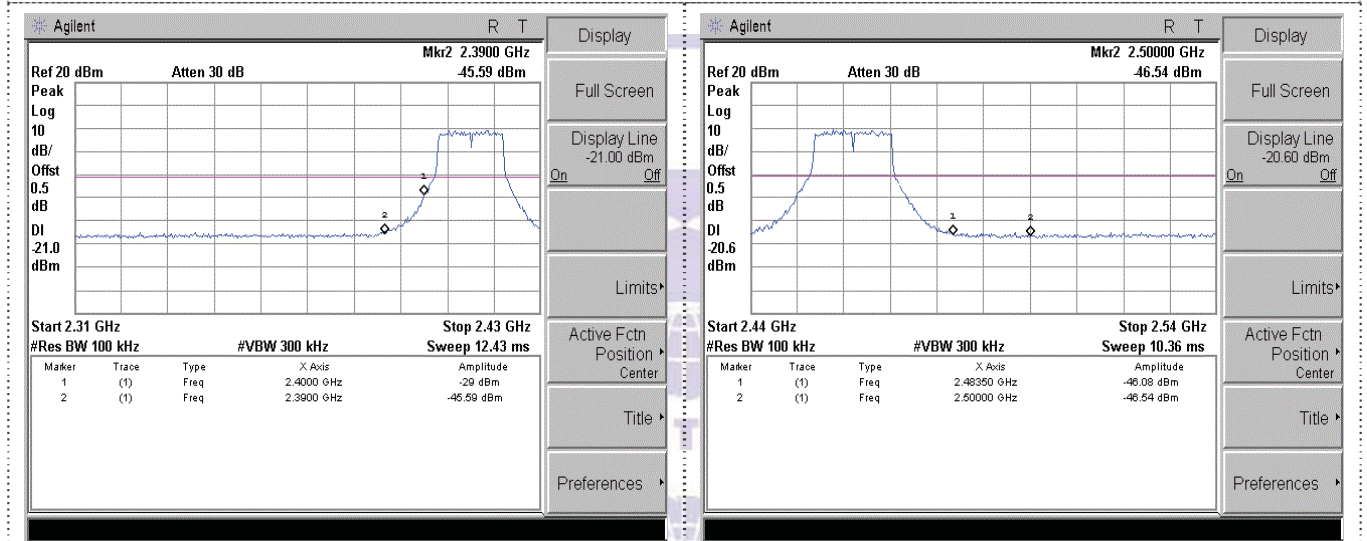 Agilent R T
Mkr2 2.3900 GHz
Ref 20 dBm Atten 30 dB -45.59 dBm
Peak
Log
10
dB/
Offst
0.5
dB
DI
-21.0
dBm
1
2
Start 2.31 GHz Stop 2.43 GHz
#Res BW 100 kHz #VBW 300 kHz Sweep 12.43 ms
Marker Trace Type X Axis Amplitude
1 (1) Freq 2.4000 GHz -29 dBm
2 (1) Freq 2.3900 GHz -45.59 dBm
Display
Full Screen
Display Line
-21.00 dBm
On Off
Limits
Active Fctn
Position
Center
Title
Preferences
Agilent R T
Mkr2 2.50000 GHz
Ref 20 dBm Atten 30 dB -46.54 dBm
Peak
Log
10
dB/
Offst
0.5
dB
DI
-20.6
dBm
1
2
Start 2.44 GHz Stop 2.54 GHz
#Res BW 100 kHz #VBW 300 kHz Sweep 10.36 ms
Marker Trace Type X Axis Amplitude
1 (1) Freq 2.48350 GHz -46.08 dBm
2 (1) Freq 2.50000 GHz -46.54 dBm
Display
Full Screen
Display Line
-20.60 dBm
On Off
Limits
Active Fctn
Position
Center
Title
Preferences